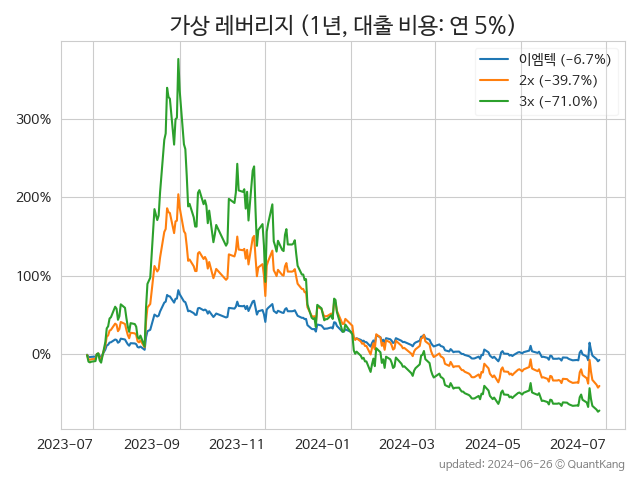 가상 레버리지 (1년, 대출 비용: 연 5%)
이엠텍 (-6.7%)
2x (-39.7%)
3x (-71.0%)
300%
200%
100%
0%
2023-07 2023-09 2023-11 2024-01 2024-03 2024-05 2024-07
updated: 2024-06-26 © QuantKang